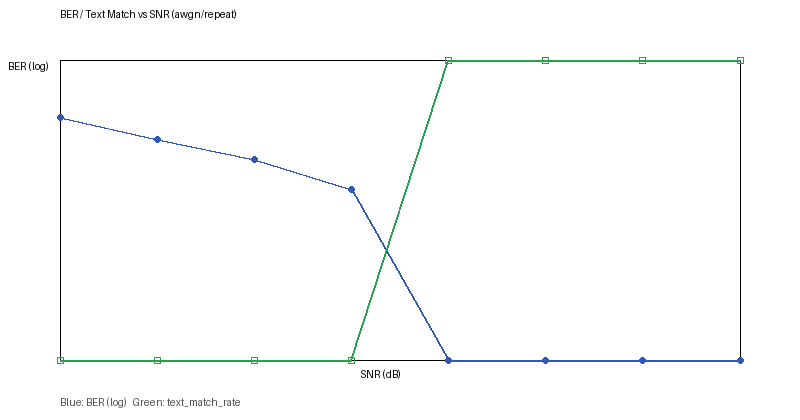 BER / Text Match vs SNR (awgn/repeat)
BER (log)
SNR (dB)
Blue: BER (log)  Green: text_match_rate